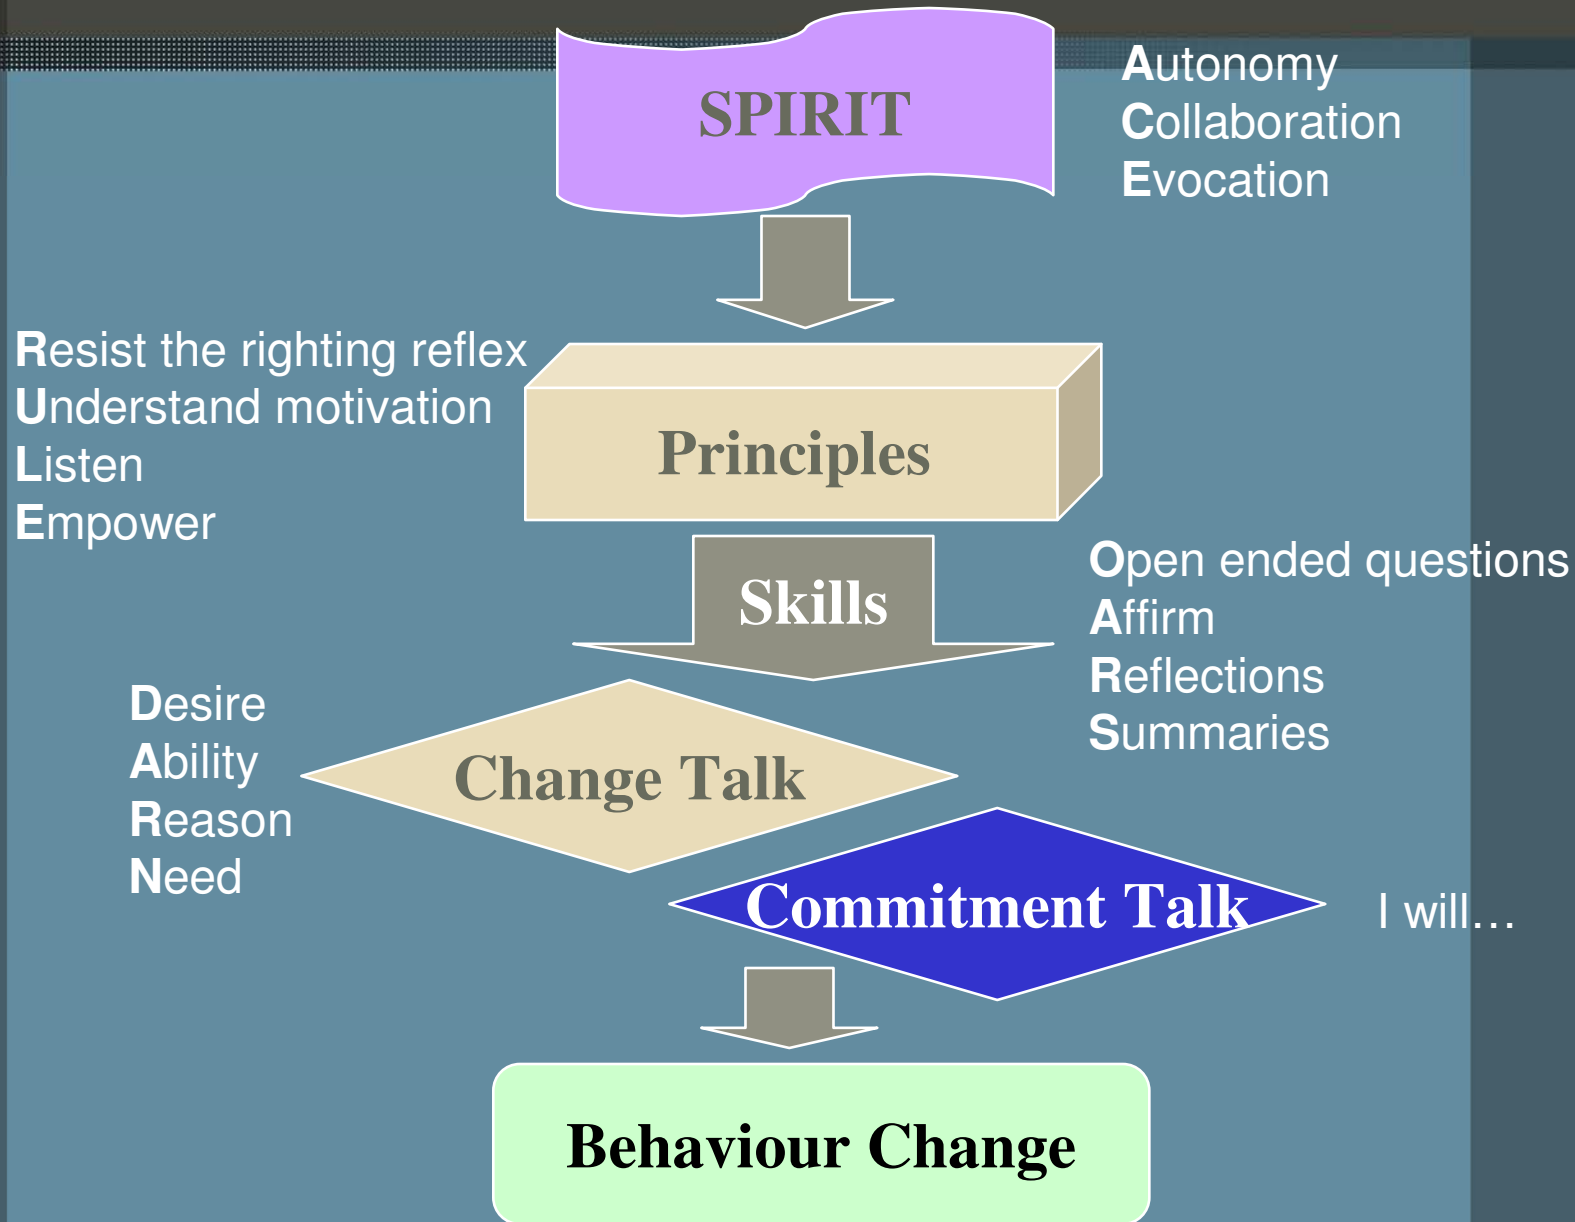 SPIRIT
Autonomy
Collaboration
Evocation
Resist the righting reflex
Understand motivation
Listen
Empower
Principles
Skills
Open ended questions
Affirm
Reflections
Summaries
Desire
Ability
Reason
Need
Change Talk
Commitment Talk
I will…
Behaviour Change